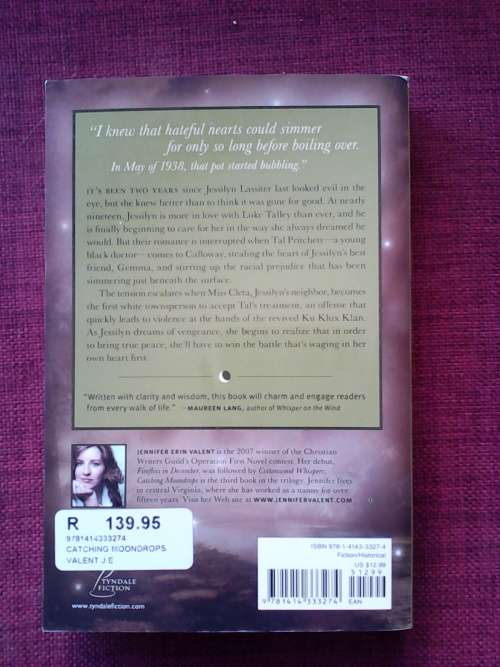 "I knew that hateful hearts could simmer
for only so long before boiling over.
In May of 1938, that pot started bubbling."
IT'S BEEN TWO YEARS since Jessilyn Lassiter last looked evil in the
eye, but she knew better than to think it was gone for good. At nearly
nineteen, Jessilyn is more in love with Luke Talley than ever, and he
is finally beginning to care for her in the way she always dreamed he
would. But their romance is interrupted when Tal Pritchett—a young
black doctor—comes to Calloway, stealing the heart of Jessilyn's best
friend, Gemma, and stirring up the racial prejudice that has been
simmering just beneath the surface.
The tension escalates when Miss Cleta, Jessilyn's neighbor, becomes
the first white townsperson to accept Tal's treatment, an offense that
quickly leads to violence at the hands of the revived Ku Klux Klan.
As Jessilyn dreams of vengeance, she begins to realize that in order
to bring true peace, she'll have to win the battle that's waging in her
own heart first.
"Written with clarity and wisdom, this book will charm and engage readers
from every walk of life." —MAUREEN LANG, author of Whisper on the Wind
JENNIFER ERIN VALENT is the 2007 winner of the Christian
Writers Guild's Operation First Novel contest. Her debut,
Fireflies in December, was followed by Cottonwood Whispers;
Catching Moondrops is the third book in the trilogy. Jennifer lives
in central Virginia, where she has worked as a nanny for over
fifteen years. Visit her Web site at WWW.JENNIFERVALENT.COM
R 139.95
9781414333274
CATCHING MOONDROPS
VALENT J E
TYNDALE
FICTION
www.tyndalefiction.com
ISBN 978-1-4143-3327-4
Fiction/Historical
US $12.99
51299
9 781414 333274
EAN